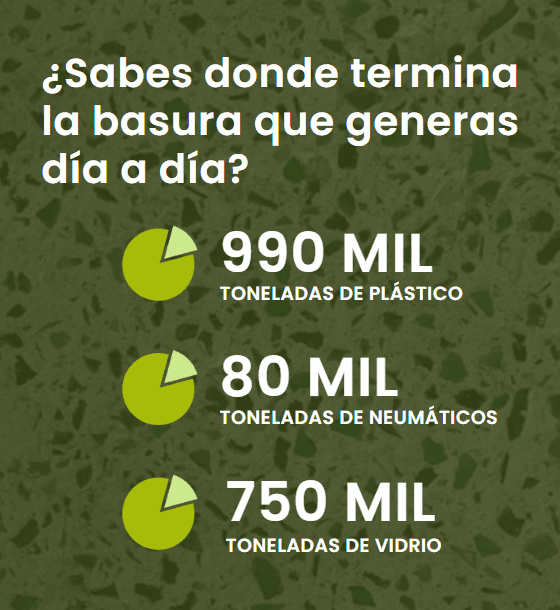 ¿Sabes donde termina
la basura que generas
día a día?
990 MIL
TONELADAS DE PLÁSTICO
80 MIL
TONELADAS DE NEUMÁTICOS
750 MIL
TONELADAS DE VIDRIO